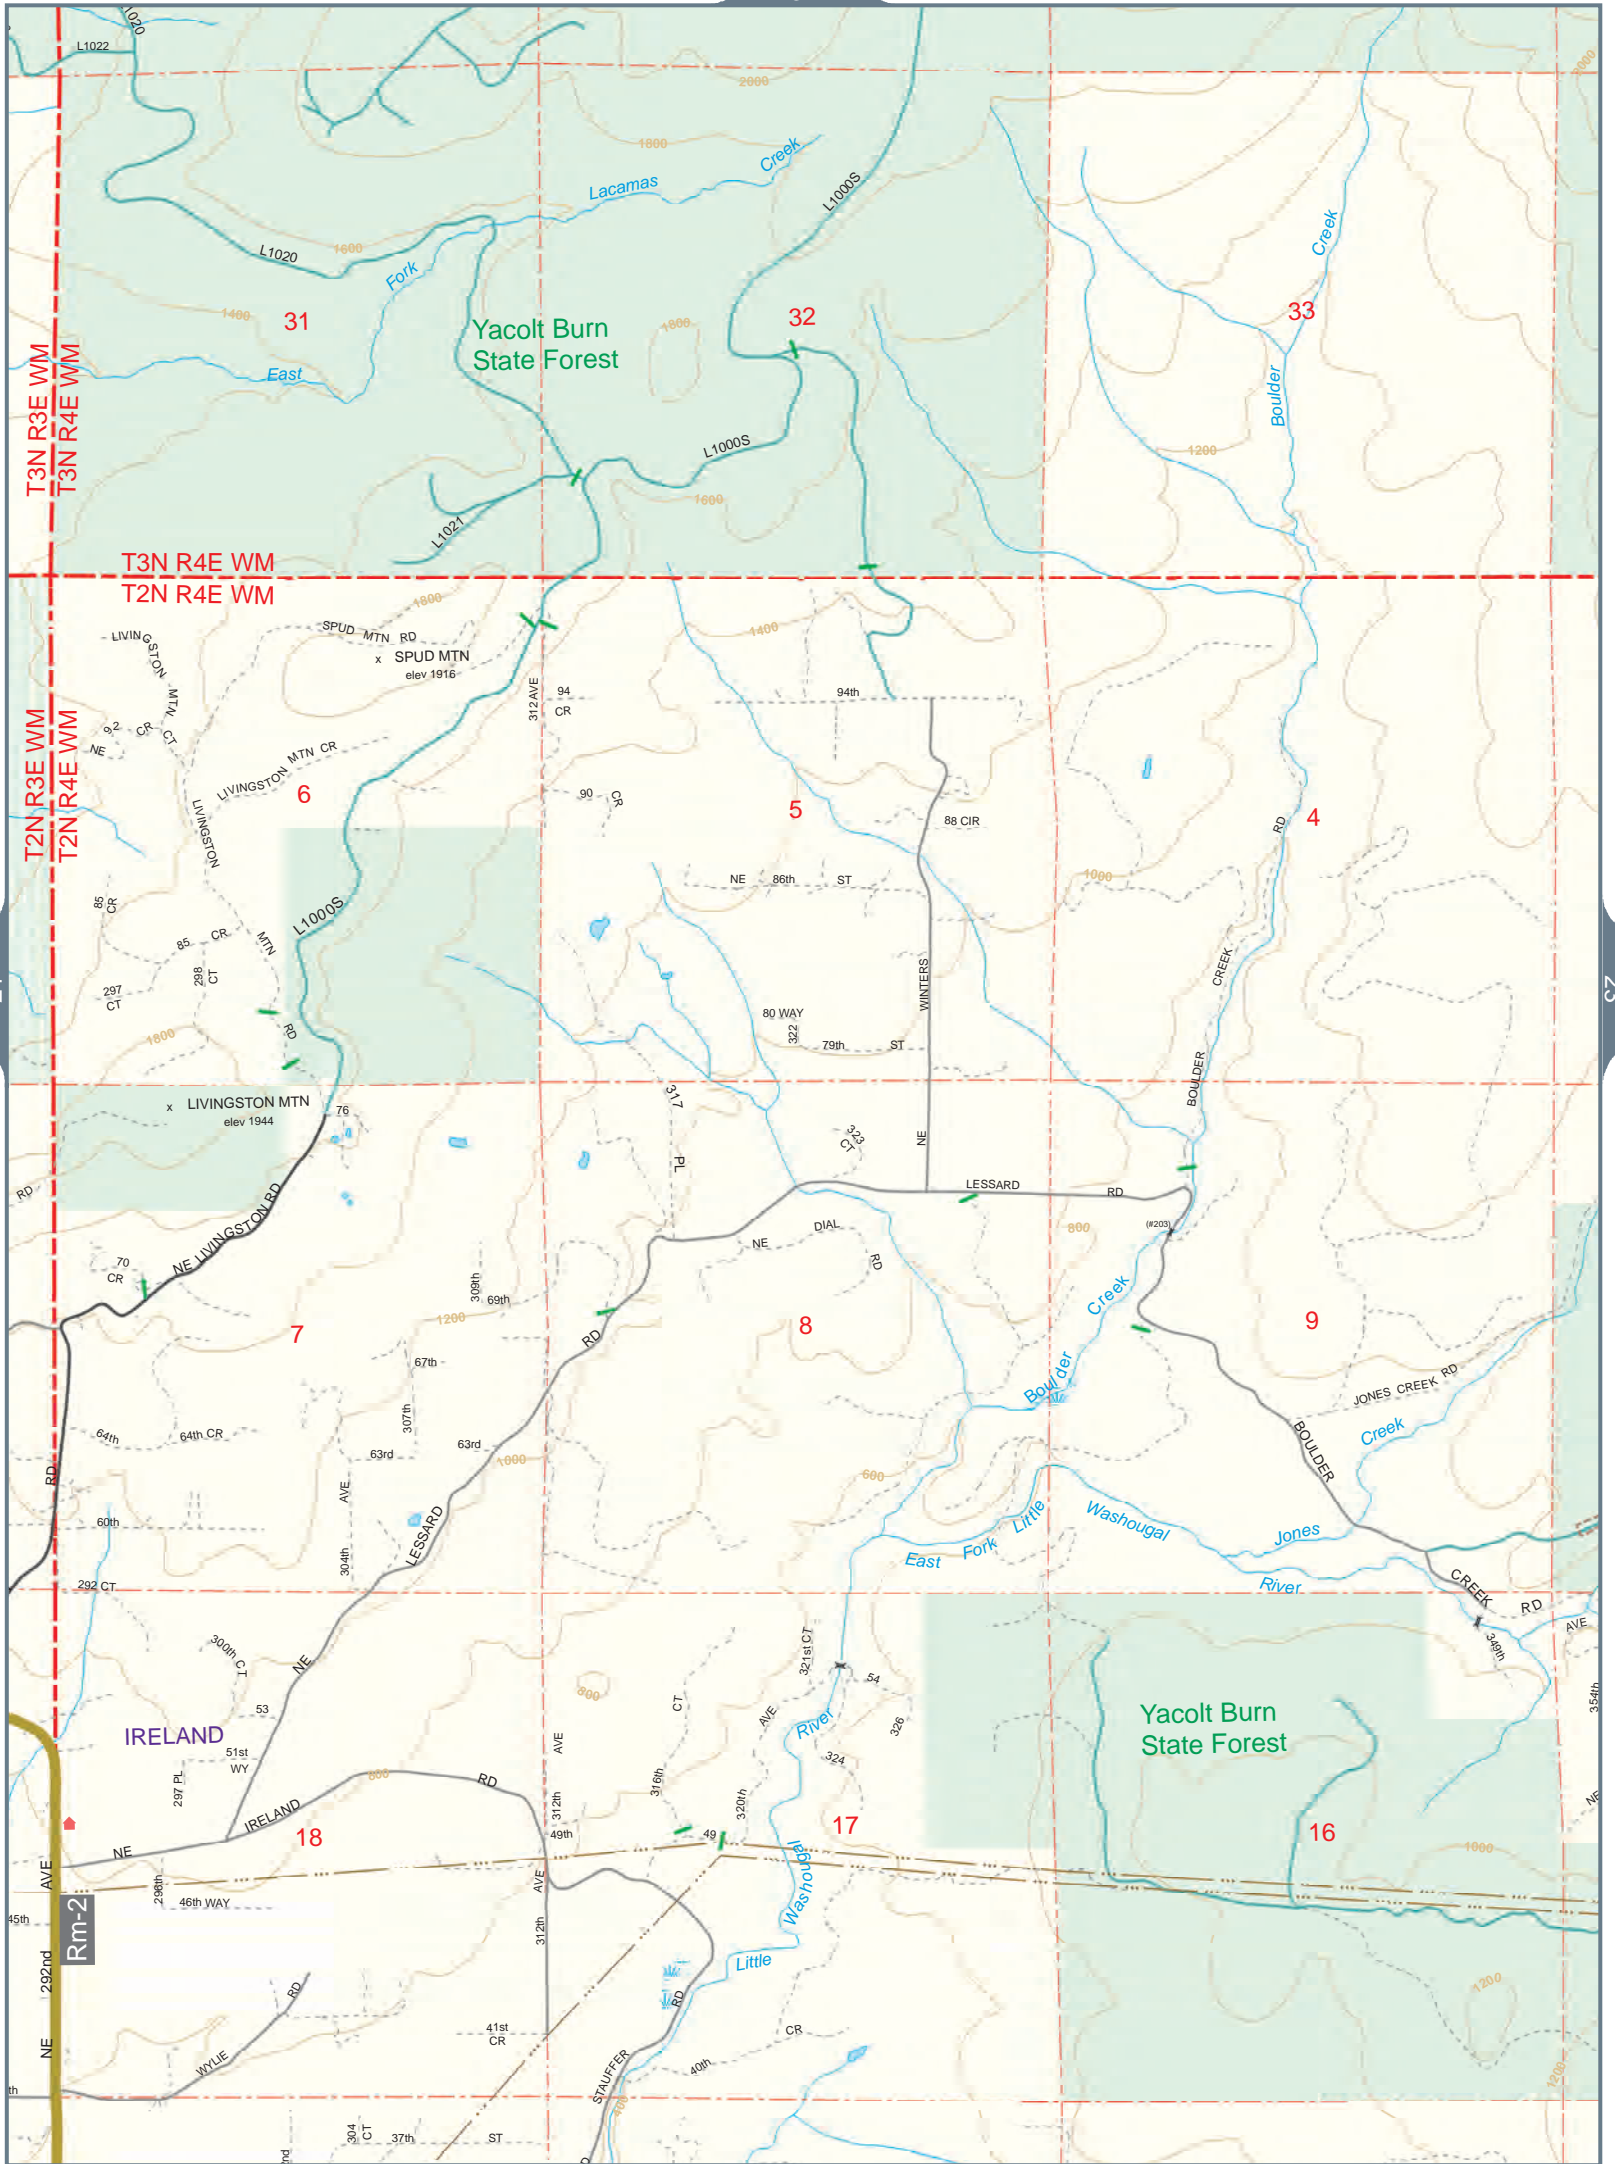 L1022
L1020
2000
2000
1800
Lacamas
Creek
L1000S
Creek
L1020
1600
Fork
1400
31
Yacolt Burn
State Forest
1800
32
33
East
Boulder
T3N R3E WM
T3N R4E WM
L1000S
1200
1600
L1021
T3N R4E WM
T2N R4E WM
1800
LIVINGSTON MTN CT
SPUD MTN RD
x SPUD MTN
elev 1916
1400
312 AVE
94
CR
94th
NE 92 CR
T2N R3E WM
T2N R4E WM
LIVINGSTON MTN CR
6
90 CR
5
88 CIR
4
RD
LIVINGSTON
NE 86th ST
1000
85
CR
85 CR
L1000S
MTN
297
CT
298
CT
RD
WINTERS
CREEK
80 WAY
322
79th ST
1800
BOULDER
x LIVINGSTON MTN
elev 1944
76
317
PL
323
CT
NE
RD
LESSARD RD
NE LIVINGSTON RD
70
CR
NE DIAL RD
800
(#203)
309th
69th
1200
7
RD
8
Creek
9
67th
307th
Boulder
JONES CREEK RD
64th
64th CR
63rd
63rd
1000
Creek
BOULDER
RD
AVE
600
60th
LESSARD
304th
East Fork Little
Washougal
Jones
River
292 CT
CREEK RD
AVE
349th
354th
300th CT
NE
321st CT
54
53
800
CT
AVE
River
326
Yacolt Burn
State Forest
IRELAND
51st
WY
297 PL
AVE
324
600
RD
316th
320th
312th
IRELAND
NE
18
49th
49
17
16
NE
1000
AVE
AVE
296th
46th WAY
45th
Rm-2
312th
Washougal
292nd
Little
1200
RD
RD
NE
41st
CR
CR
WYLIE
STAUFFER
40th
1200
th
400
304
CT
37th ST
nd